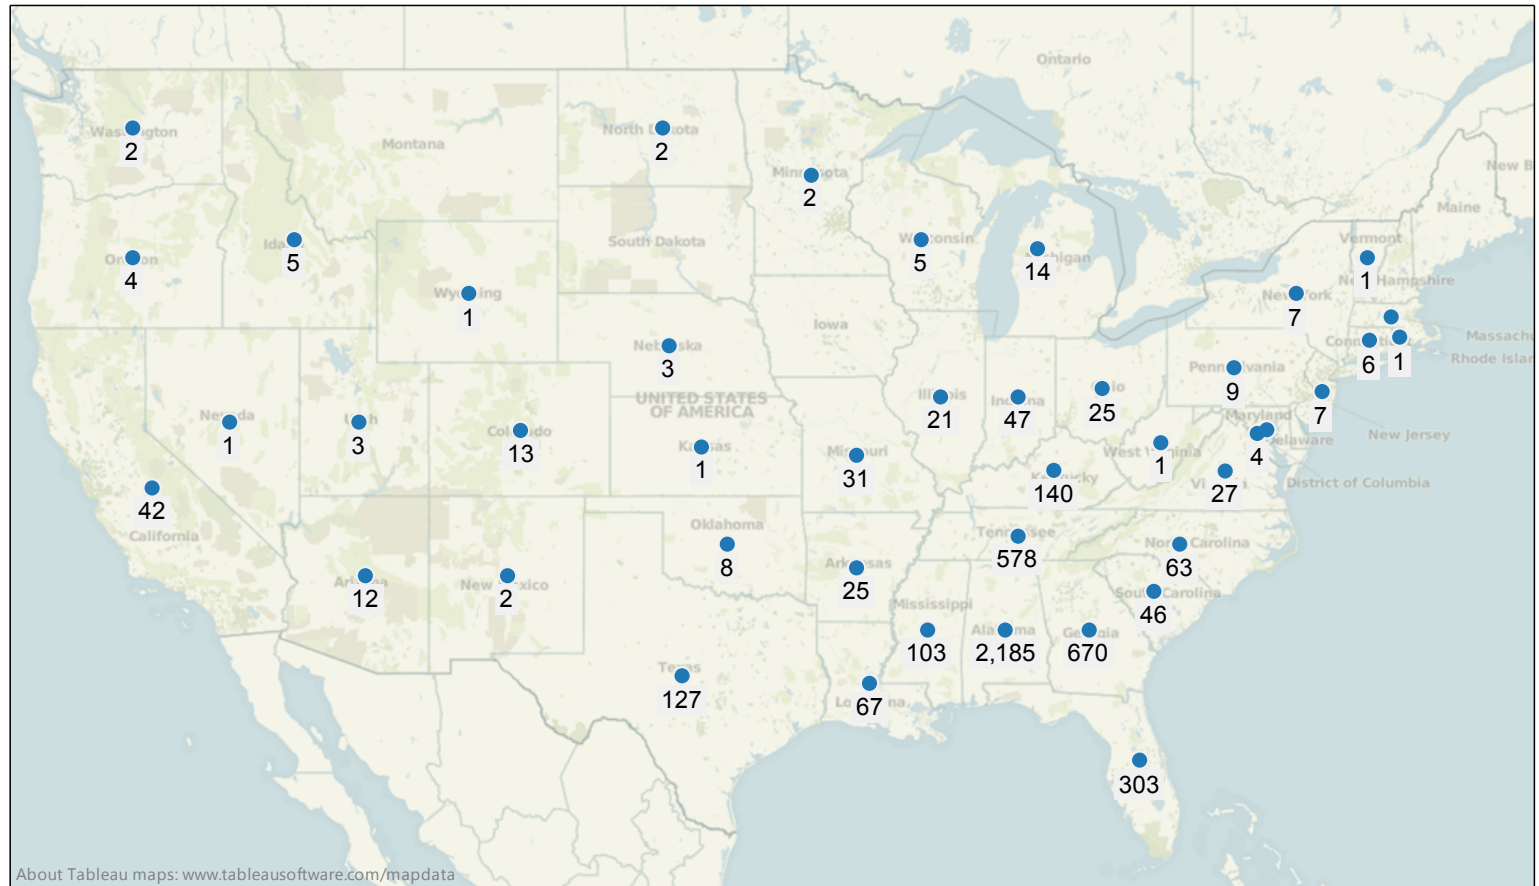 Ontario
Washington
2
Montana
North Dakota
2
Minnesota
2
New B
Maine
Oregon
4
Idaho
5
South Dakota
Wisconsin
5
Michigan
14
Vermont
1
New Hampshire
Wyoming
1
New York
7
Iowa
Nebraska
3
Connecticut
6
1
Massachu
Rhode Islan
Pennsylvania
9
UNITED STATES
OF AMERICA
Illinois
21
Indiana
47
Ohio
25
7
New Jersey
Nevada
1
Utah
3
Colorado
13
Kansas
1
Missouri
31
Maryland
Delaware
4
West Virginia
1
Kentucky
140
Virginia
27
District of Columbia
42
California
Oklahoma
8
Tennessee
578
North Carolina
63
Arizona
12
New Mexico
2
Arkansas
25
South Carolina
46
Mississippi
103
Alabama
2,185
Georgia
670
Texas
127
Louisiana
67
303
About Tableau maps: www.tableausoftware.com/mapdata